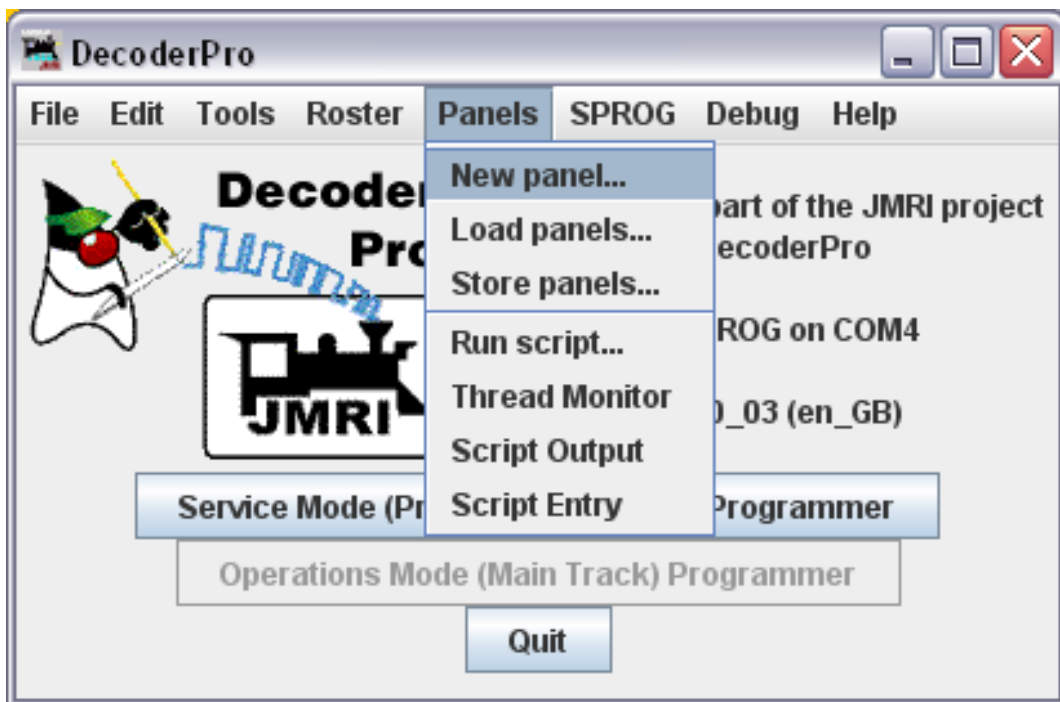 DecoderPro
File Edit Tools Roster Panels SPROG Debug Help
New panel...
Load panels...
Store panels...
Run script...
Thread Monitor
Script Output
Script Entry
Decoder
Pro
JMRI
part of the JMRI project
ecoderPro
ROG on COM4
0_03 (en_GB)
Service Mode (Pr Programmer
Operations Mode (Main Track) Programmer
Quit